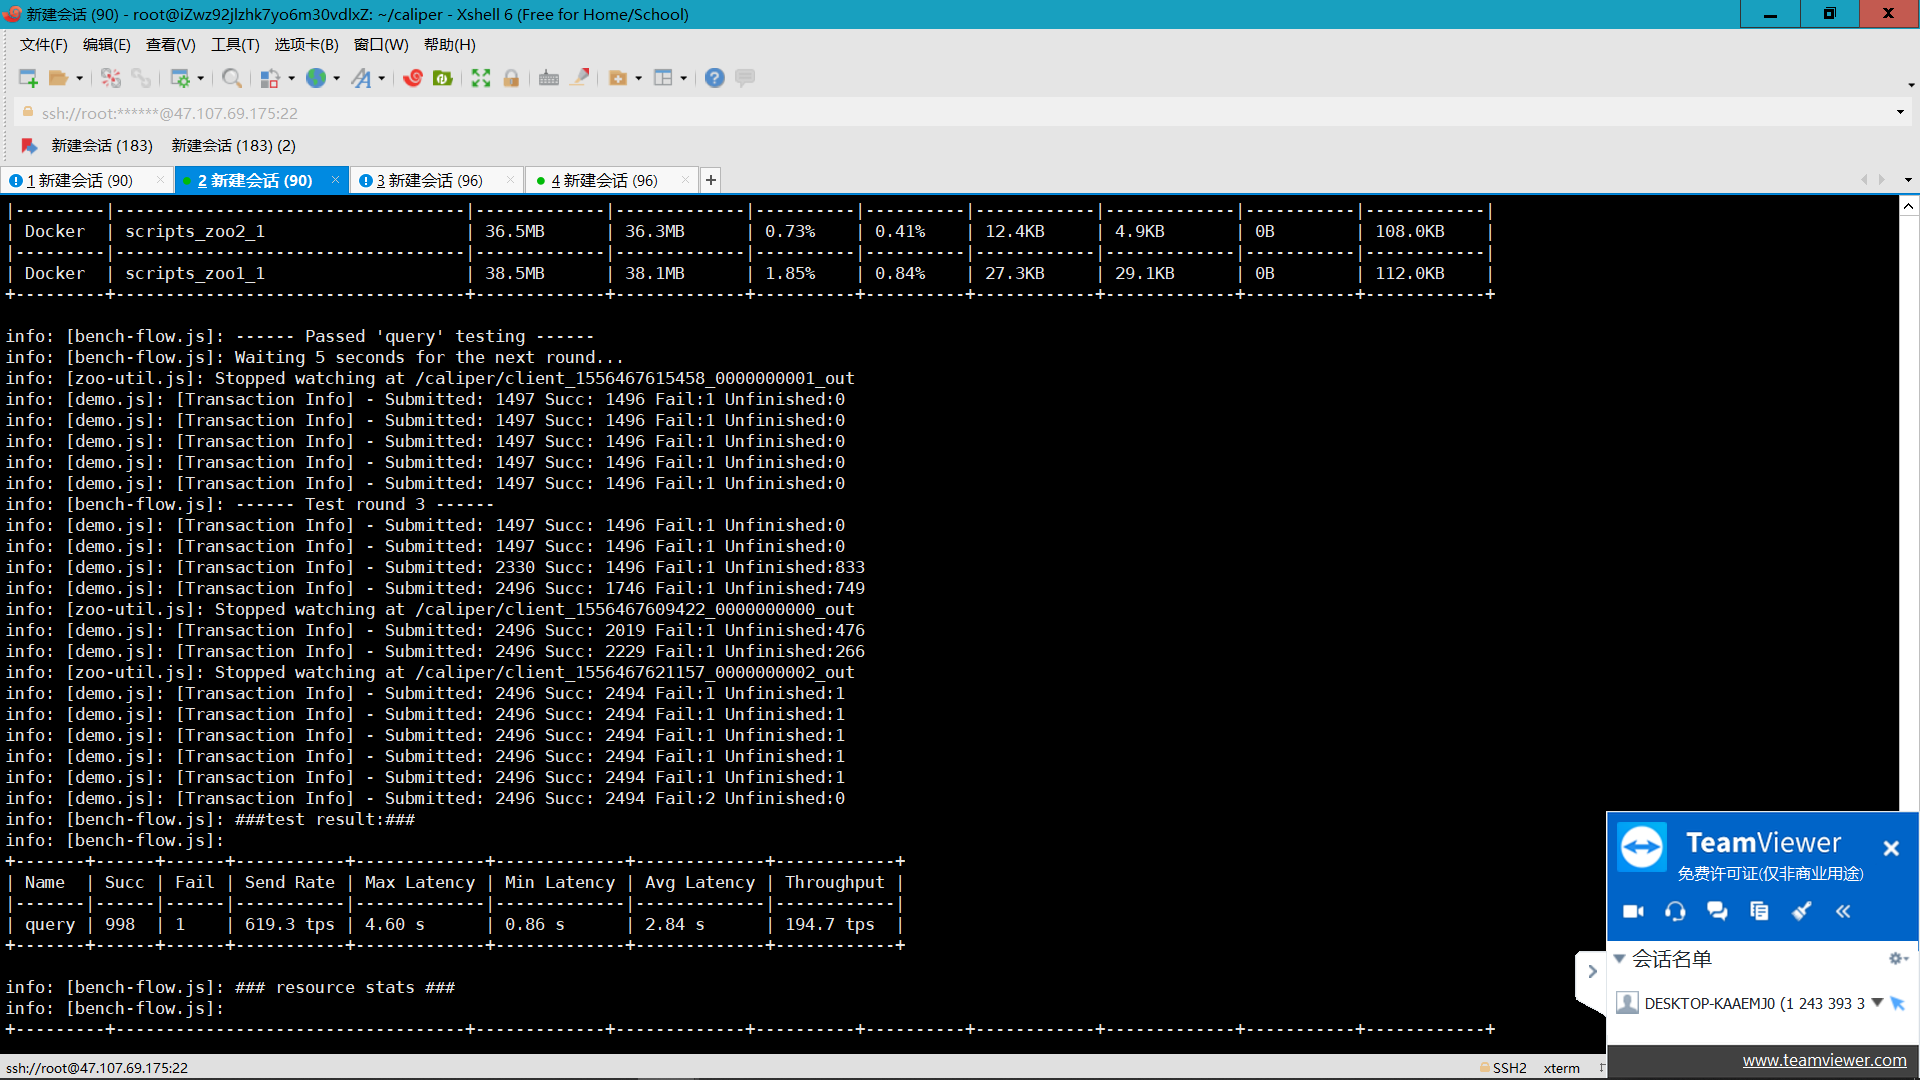 新建会话 (90) - root@iZwz92jlzhk7yo6m30vdlxZ: ~/caliper - Xshell 6 (Free for Home/School)
文件(F) 编辑(E) 查看(V) 工具(T) 选项卡(B) 窗口(W) 帮助(H)
ssh://root:******@47.107.69.175:22
新建会话 (183) 新建会话 (183) (2)
1 新建会话 (90) × 2 新建会话 (90) × 3 新建会话 (96) × 4 新建会话 (96) × +
|---------|-----------------------------------|-------------|-------------|----------|----------|------------|-------------|-----------|------------|
| Docker | scripts_zoo2_1 | 36.5MB | 36.3MB | 0.73% | 0.41% | 12.4KB | 4.9KB | 0B | 108.0KB |
|---------|-----------------------------------|-------------|-------------|----------|----------|------------|-------------|-----------|------------|
| Docker | scripts_zoo1_1 | 38.5MB | 38.1MB | 1.85% | 0.84% | 27.3KB | 29.1KB | 0B | 112.0KB |
+---------+-----------------------------------+-------------+-------------+----------+----------+------------+-------------+-----------+------------+
info: [bench-flow.js]: ------ Passed 'query' testing ------
info: [bench-flow.js]: Waiting 5 seconds for the next round...
info: [zoo-util.js]: Stopped watching at /caliper/client_1556467615458_0000000001_out
info: [demo.js]: [Transaction Info] - Submitted: 1497 Succ: 1496 Fail:1 Unfinished:0
info: [demo.js]: [Transaction Info] - Submitted: 1497 Succ: 1496 Fail:1 Unfinished:0
info: [demo.js]: [Transaction Info] - Submitted: 1497 Succ: 1496 Fail:1 Unfinished:0
info: [demo.js]: [Transaction Info] - Submitted: 1497 Succ: 1496 Fail:1 Unfinished:0
info: [demo.js]: [Transaction Info] - Submitted: 1497 Succ: 1496 Fail:1 Unfinished:0
info: [bench-flow.js]: ------ Test round 3 ------
info: [demo.js]: [Transaction Info] - Submitted: 1497 Succ: 1496 Fail:1 Unfinished:0
info: [demo.js]: [Transaction Info] - Submitted: 1497 Succ: 1496 Fail:1 Unfinished:0
info: [demo.js]: [Transaction Info] - Submitted: 2330 Succ: 1496 Fail:1 Unfinished:833
info: [demo.js]: [Transaction Info] - Submitted: 2496 Succ: 1746 Fail:1 Unfinished:749
info: [zoo-util.js]: Stopped watching at /caliper/client_1556467609422_0000000000_out
info: [demo.js]: [Transaction Info] - Submitted: 2496 Succ: 2019 Fail:1 Unfinished:476
info: [demo.js]: [Transaction Info] - Submitted: 2496 Succ: 2229 Fail:1 Unfinished:266
info: [zoo-util.js]: Stopped watching at /caliper/client_1556467621157_0000000002_out
info: [demo.js]: [Transaction Info] - Submitted: 2496 Succ: 2494 Fail:1 Unfinished:1
info: [demo.js]: [Transaction Info] - Submitted: 2496 Succ: 2494 Fail:1 Unfinished:1
info: [demo.js]: [Transaction Info] - Submitted: 2496 Succ: 2494 Fail:1 Unfinished:1
info: [demo.js]: [Transaction Info] - Submitted: 2496 Succ: 2494 Fail:1 Unfinished:1
info: [demo.js]: [Transaction Info] - Submitted: 2496 Succ: 2494 Fail:1 Unfinished:1
info: [demo.js]: [Transaction Info] - Submitted: 2496 Succ: 2494 Fail:2 Unfinished:0
info: [bench-flow.js]: ###test result:###
info: [bench-flow.js]:
+-------+------+------+-----------+-------------+-------------+-------------+------------+
| Name | Succ | Fail | Send Rate | Max Latency | Min Latency | Avg Latency | Throughput |
|-------|------|------|-----------|-------------|-------------|-------------|------------|
| query | 998 | 1 | 619.3 tps | 4.60 s | 0.86 s | 2.84 s | 194.7 tps |
+-------+------+------+-----------+-------------+-------------+-------------+------------+
info: [bench-flow.js]: ### resource stats ###
info: [bench-flow.js]:
+---------+-----------------------------------+-------------+-------------+----------+----------+------------+-------------+-----------+------------+
TeamViewer
免费许可证(仅非商业用途)
会话名单
DESKTOP-KAAEMJ0 (1 243 393 3
www.teamviewer.com
ssh://root@47.107.69.175:22 SSH2 xterm